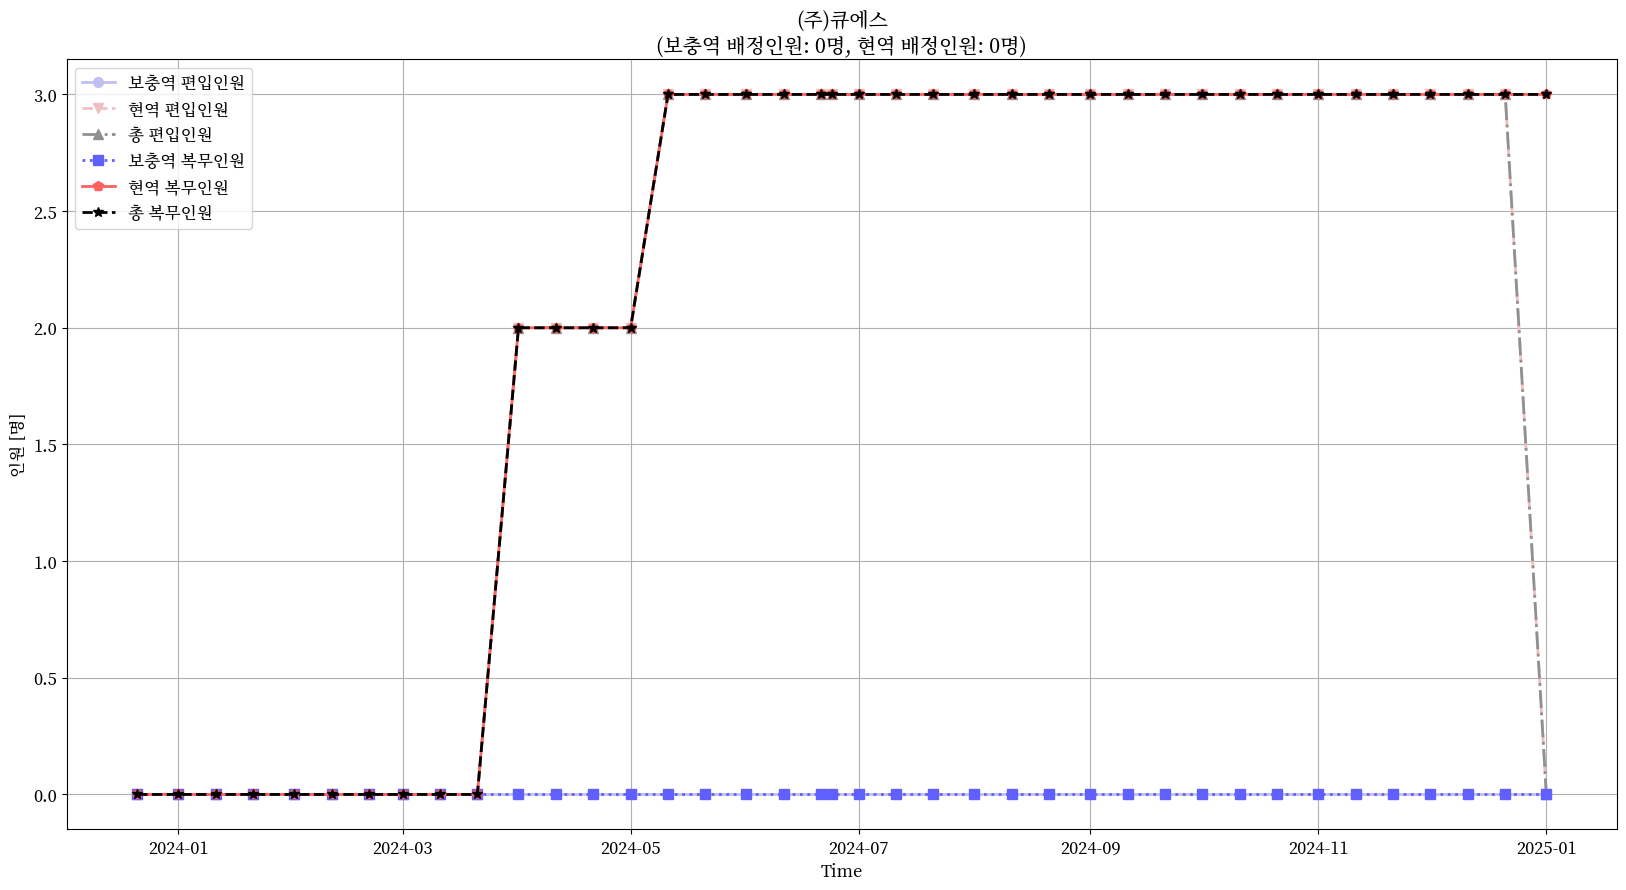 (주)큐에스
(보충역 배정인원: 0명, 현역 배정인원: 0명)
보충역 편입인원
현역 편입인원
총 편입인원
보충역 복무인원
현역 복무인원
총 복무인원
인원 [명]
3.0
2.5
2.0
1.5
1.0
0.5
0.0
2024-01
2024-03
2024-05
2024-07
2024-09
2024-11
2025-01
Time